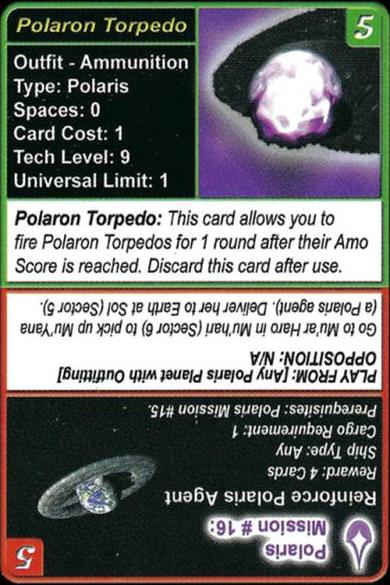 Polaron Torpedo
5
Outfit - Ammunition
Type: Polaris
Spaces: 0
Card Cost: 1
Tech Level: 9
Universal Limit: 1
Polaron Torpedo: This card allows you to
fire Polaron Torpedos for 1 round after their Amo
Score is reached. Discard this card after use.
Polaris
Mission # 16:
5
Reinforce Polaris Agent
Reward: 4 Cards
Ship Type: Any
Cargo Requirement: 1
Prerequisites: Polaris Mission #15.
PLAY FROM: [Any Polaris Planet with Outfitting]
OPPOSITION: N/A
Go to Mu'ar Haro in Mu'hari (Sector 6) to pick up Mu'Yana
(a Polaris agent). Deliver her to Earth at Sol (Sector 5).